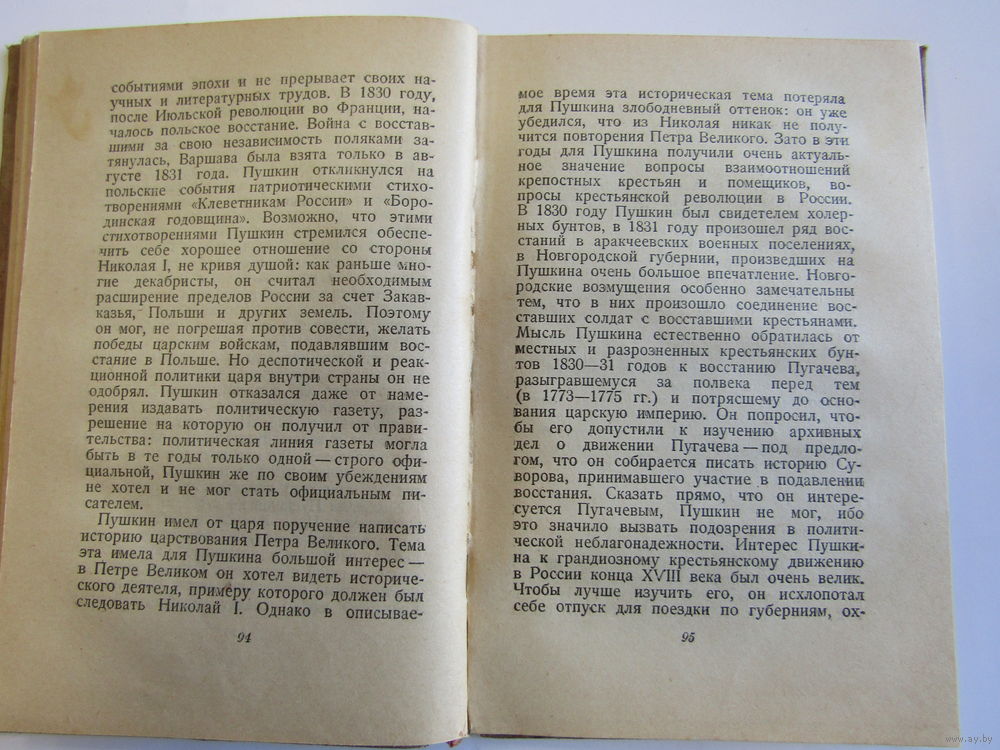 событиями эпохи и не прерывает своих на-
учных и литературных трудов. В 1830 году,
после Июльской революции во Франции, на-
чалось польское восстание. Война с восстав-
шими за свою независимость поляками за-
тянулась, Варшава была взята только в ав-
густе 1831 года. Пушкин откликнулся на
польские события патриотическими стихо-
творениями «Клеветникам России» и «Боро-
динская годовщина». Возможно, что этими
стихотворениями Пушкин стремился обеспе-
чить себе хорошее отношение со стороны
Николая I, не кривя душой: как раньше мно-
гие декабристы, он считал необходимым
расширение пределов России за счет Закав-
казья, Польши и других земель. Поэтому
он мог, не погрешая против совести, желать
победы царским войскам, подавлявшим вос-
стание в Польше. Но деспотической и реак-
ционной политики царя внутри страны он не
одобрял. Пушкин отказался даже от наме-
рения издавать политическую газету, раз-
решение на которую он получил от прави-
тельства: политическая линия газеты могла
быть в те годы только одной — строго офи-
циальной, Пушкин же по своим убеждениям
не хотел и не мог стать официальным пи-
сателем.
Пушкин имел от царя поручение написать
историю царствования Петра Великого. Тема
эта имела для Пушкина большой интерес —
в Петре Великом он хотел видеть историче-
ского деятеля, примеру которого должен был
следовать Николай I. Однако в описывае-
94
мое время эта историческая тема потеряла
для Пушкина злободневный оттенок: он уже
убедился, что из Николая никак не полу-
чится повторения Петра Великого. Зато в эти
годы для Пушкина получили очень актуаль-
ное значение вопросы взаимоотношений
крепостных крестьян и помещиков, во-
просы крестьянской революции в России.
В 1830 году Пушкин был свидетелем холер-
ных бунтов, в 1831 году произошел ряд вос-
станий в аракчеевских военных поселениях,
в Новгородской губернии, произведших на
Пушкина очень большое впечатление. Новго-
родские возмущения особенно замечательны
тем, что в них произошло соединение вос-
ставших солдат с восставшими крестьянами.
Мысль Пушкина естественно обратилась от
местных и разрозненных крестьянских бун-
тов 1830—31 годов к восстанию Пугачева,
разыгравшемуся за полвека перед тем
(в 1773—1775 гг.) и потрясшему до осно-
вания царскую империю. Он попросил, что-
бы его допустили к изучению архивных
дел о движении Пугачева — под предло-
гом, что он собирается писать историю Су-
ворова, принимавшего участие в подавлении
восстания. Сказать прямо, что он интере-
суется Пугачевым, Пушкин не мог, ибо
это значило вызвать подозрения в полити-
ческой неблагонадежности. Интерес Пушки-
на к грандиозному крестьянскому движению
в России конца XVIII века был очень велик.
Чтобы лучше изучить его, он исхлопотал
себе отпуск для поездки по губерниям, ох-
95
www.ay.by